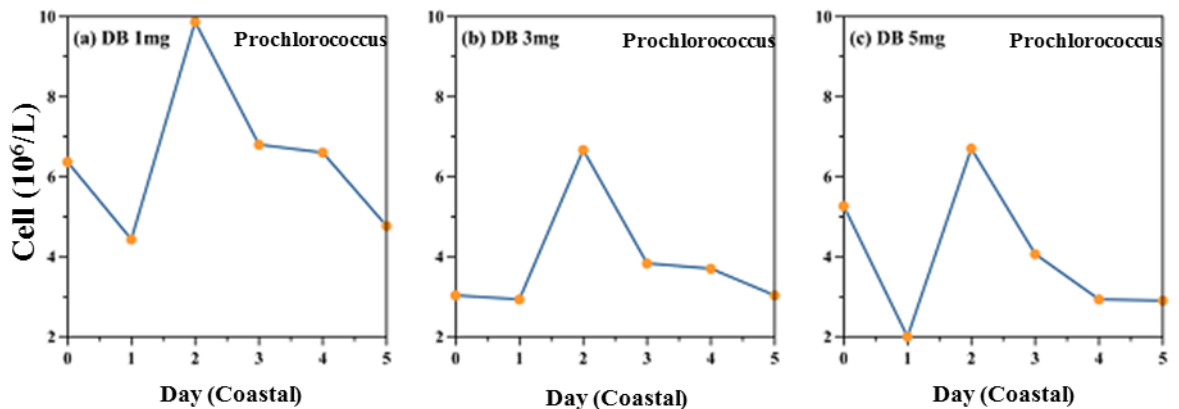 (a) DB 1mg Prochlorococcus
(b) DB 3mg Prochlorococcus
(c) DB 5mg Prochlorococcus
Cell (10⁶/L)
10
8
6
4
2
0 1 2 3 4 5
Day (Coastal)
10
8
6
4
2
0 1 2 3 4 5
Day (Coastal)
10
8
6
4
2
0 1 2 3 4 5
Day (Coastal)